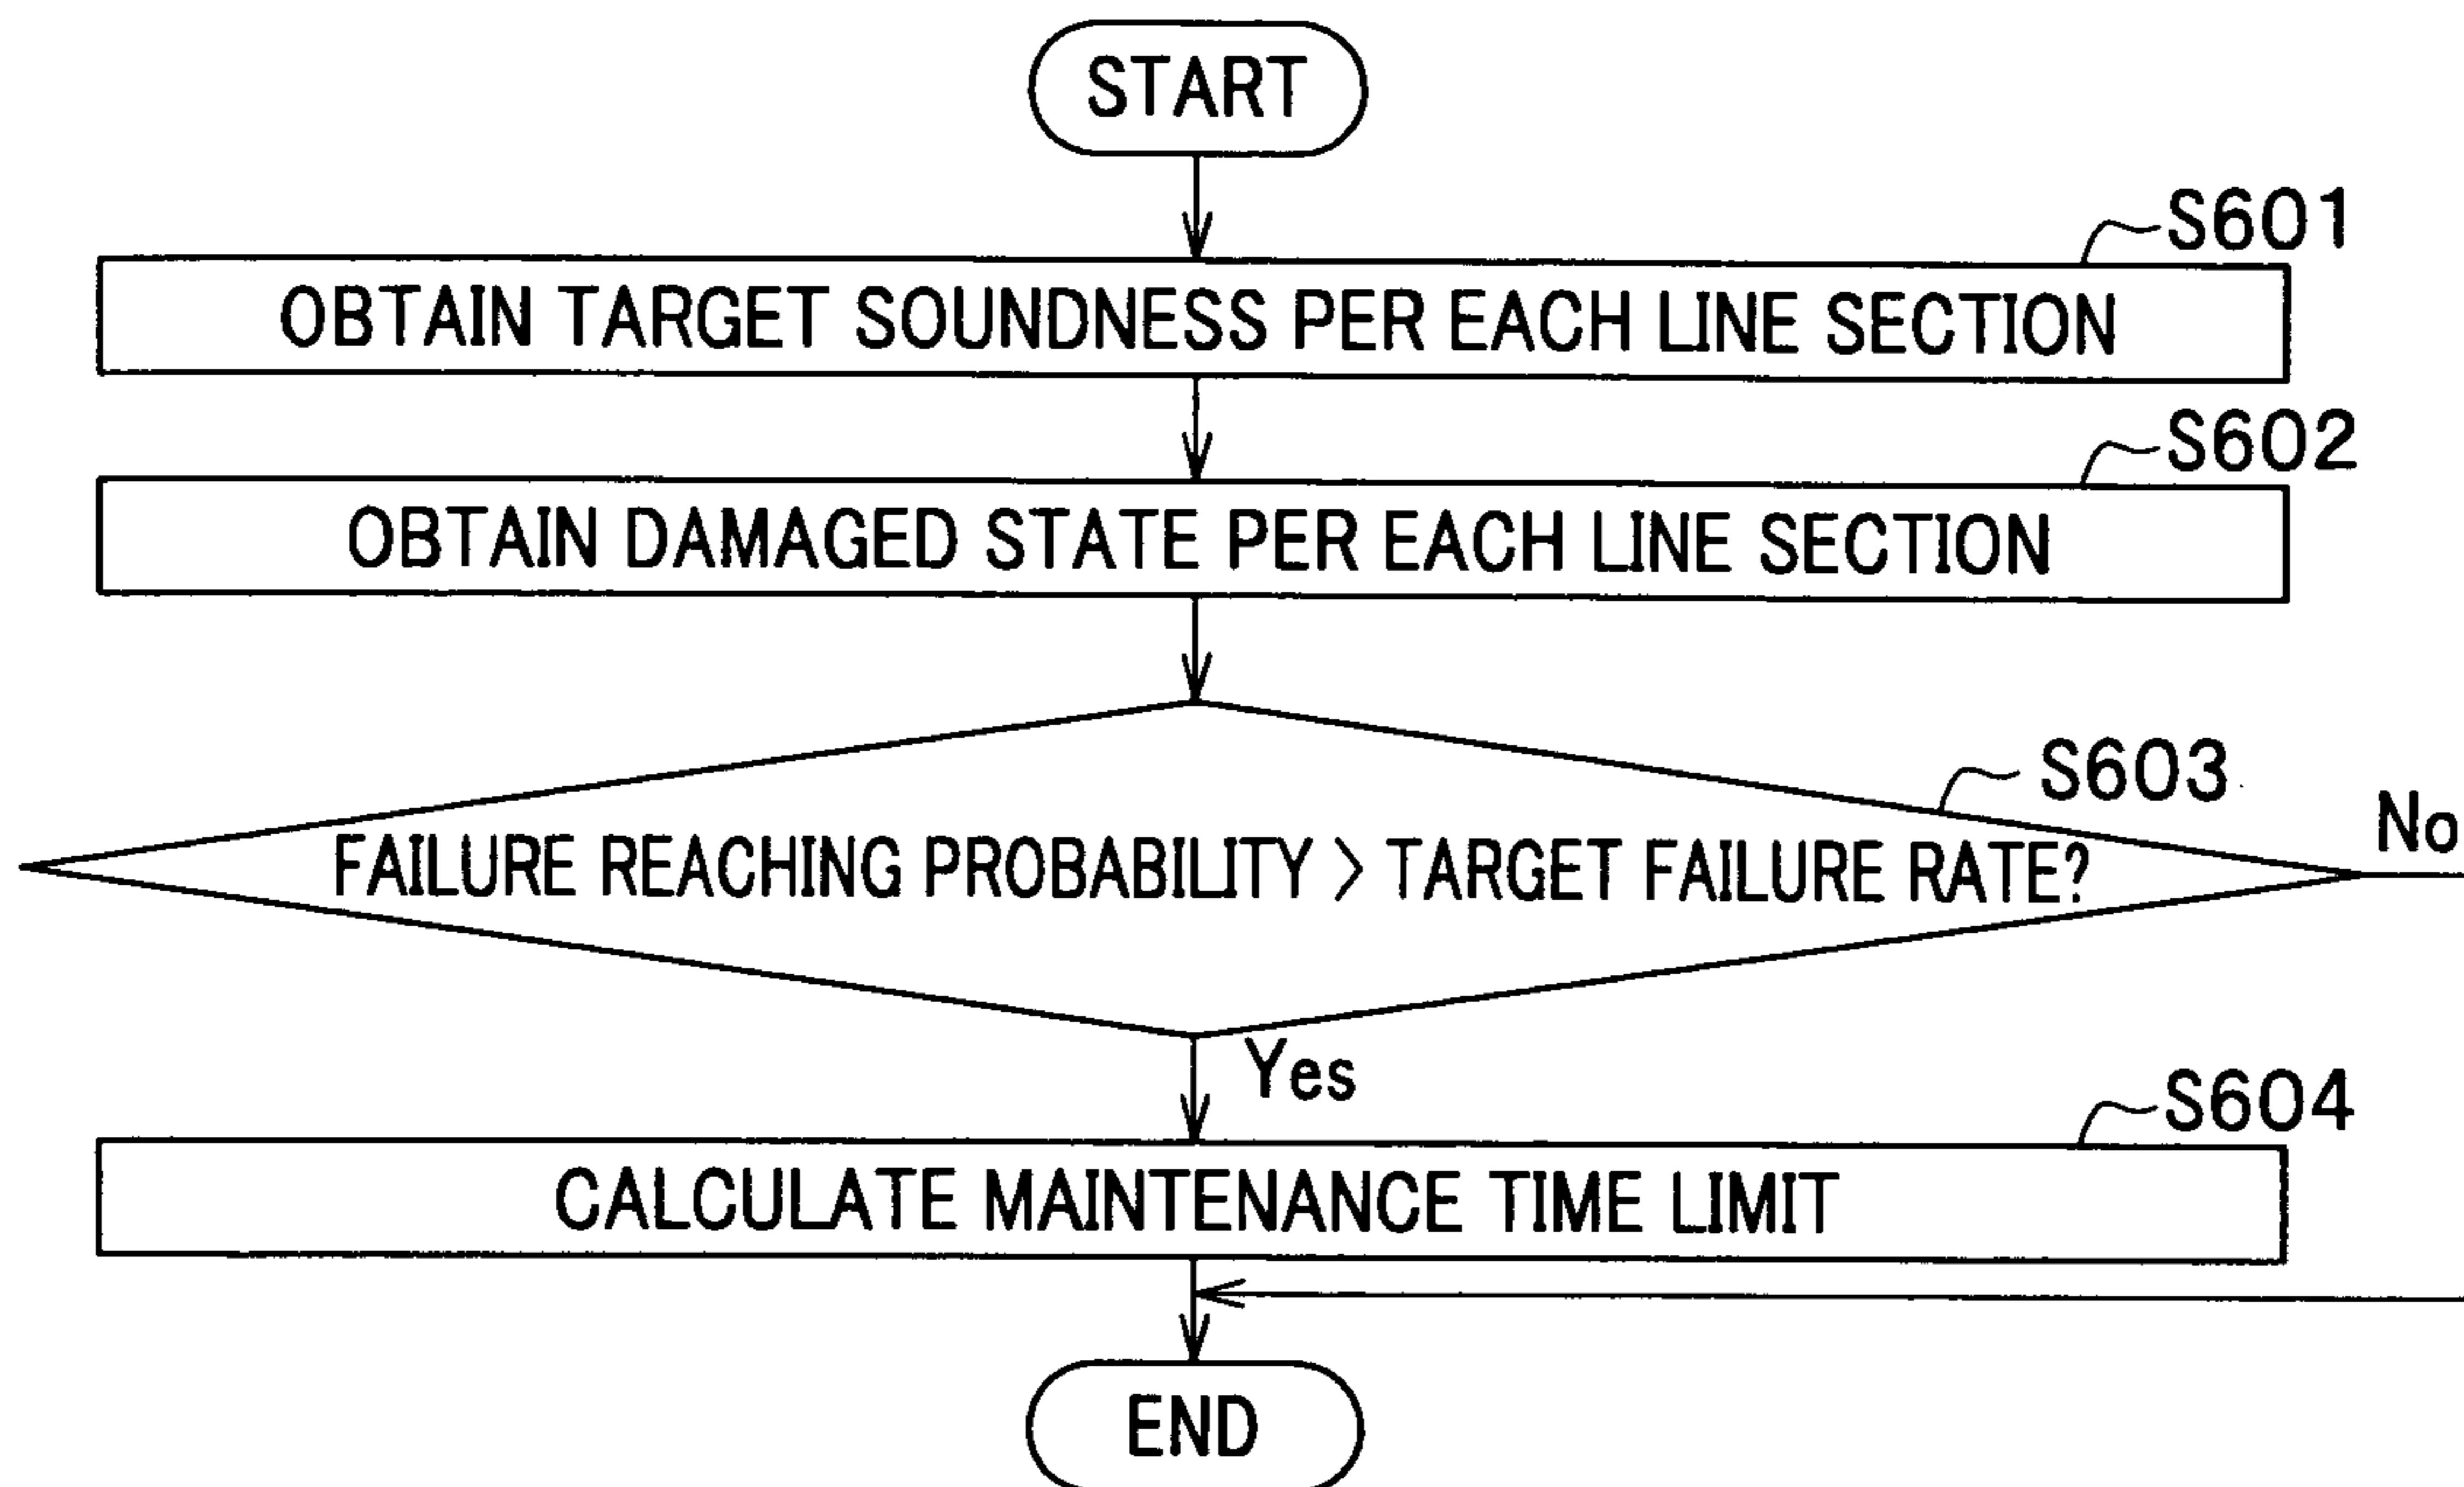 START
S601
OBTAIN TARGET SOUNDNESS PER EACH LINE SECTION
S602
OBTAIN DAMAGED STATE PER EACH LINE SECTION
S603
No
FAILURE REACHING PROBABILITY > TARGET FAILURE RATE?
Yes
S604
CALCULATE MAINTENANCE TIME LIMIT
END